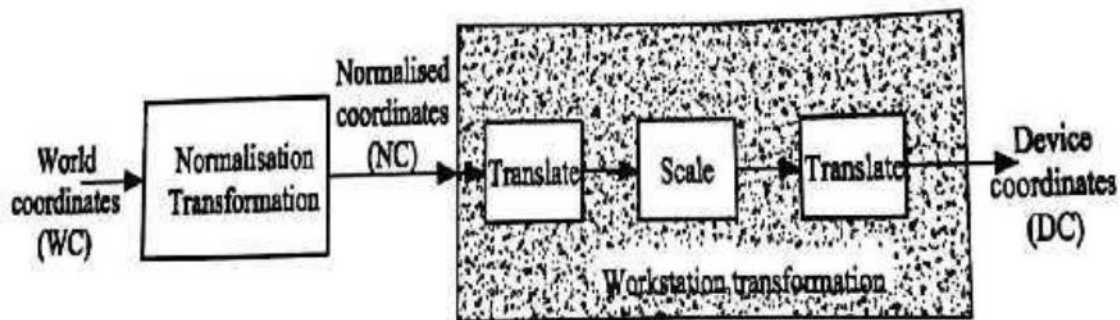 World
coordinates
(WC)
Normalisation
Transformation
Normalised
coordinates
(NC)
Translate
Scale
Translate
Workstation transformation
Device
coordinates
(DC)